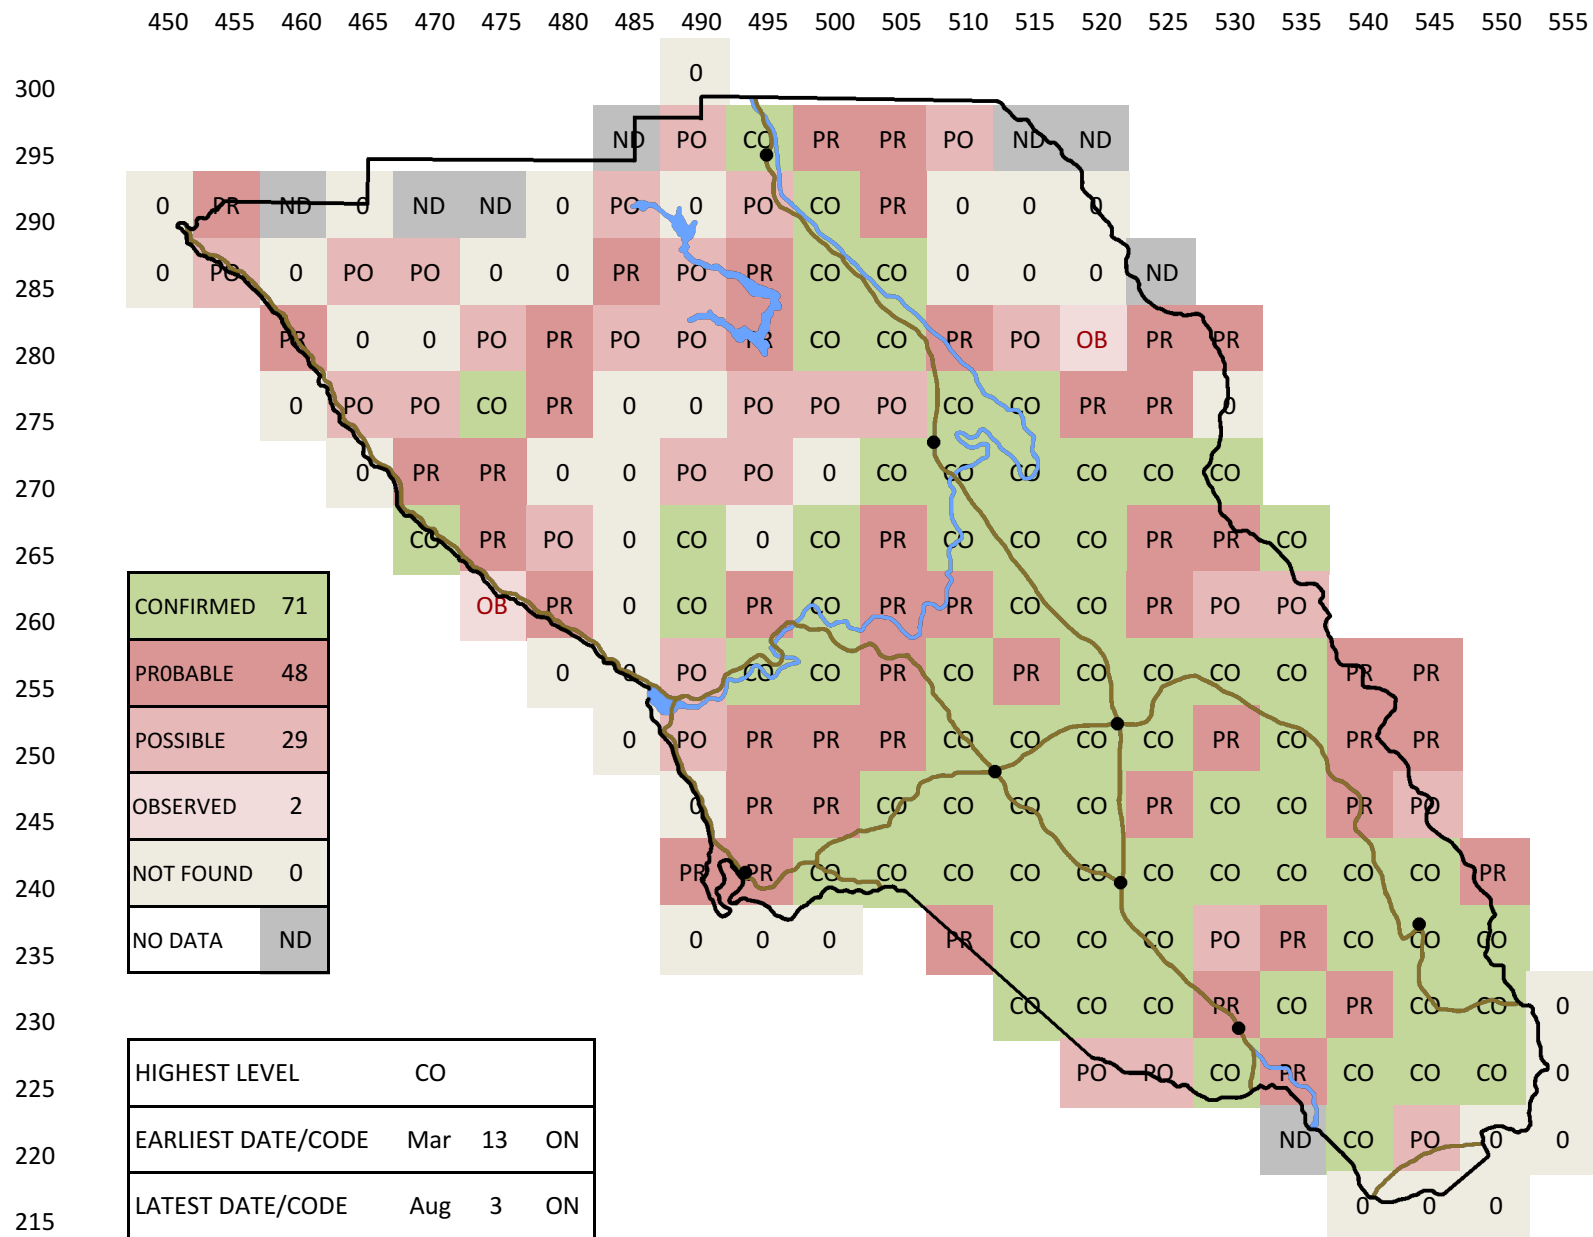 450 455 460 465 470 475 480 485 490 495 500 505 510 515 520 525 530 535 540 545 550 555
0
300
ND PO CO PR PR PO ND ND
295
0 PR ND 0 ND ND 0 PO 0 PO CO PR 0 0 0
290
0 PO 0 PO PO 0 0 PR PO PR CO CO 0 0 0 ND
285
PR 0 0 PO PR PO PO PR CO CO PR PO OB PR PR
280
0 PO PO CO PR 0 0 PO PO PO CO CO PR PR 0
275
0 PR PR 0 0 PO PO 0 CO CO CO CO CO CO
270
CO PR PO 0 CO 0 CO PR CO CO CO PR PR CO
265
OB PR 0 CO PR CO PR PR CO CO PR PO PO
260
0 0 PO CO CO PR CO PR CO CO CO CO PR PR
255
0 PO PR PR PR CO CO CO CO PR CO PR PR
250
0 PR PR CO CO CO CO PR CO CO PR PO
245
PR PR CO CO CO CO CO CO CO CO CO CO PR
240
0 0 0 PR CO CO CO PO PR CO CO CO
235
CO CO CO PR CO PR CO CO 0
230
PO PO CO PR CO CO CO 0
225
ND CO PO 0 0
220
0 0 0
215
CONFIRMED 71
PR0BABLE 48
POSSIBLE 29
OBSERVED 2
NOT FOUND 0
NO DATA ND
HIGHEST LEVEL CO
EARLIEST DATE/CODE Mar 13 ON
LATEST DATE/CODE Aug 3 ON